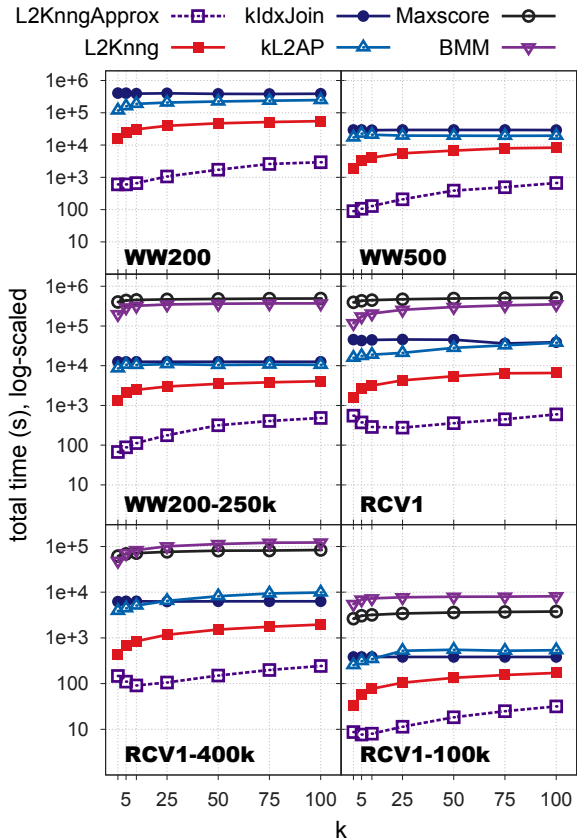 L2KnngApprox kIdxJoin Maxscore
L2Knng kL2AP BMM
1e+6
1e+5
1e+4
1e+3
100
10
WW200
WW500
1e+6
1e+5
1e+4
1e+3
100
WW200-250k
RCV1
1e+5
1e+4
1e+3
100
10
RCV1-400k
RCV1-100k
5 25 50 75 100
5 25 50 75 100
total time (s), log-scaled
k